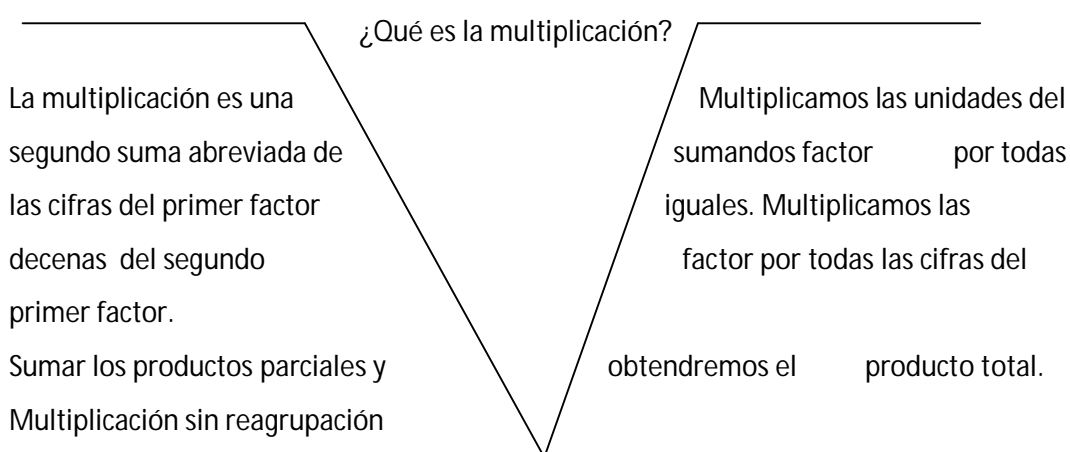 ¿Qué es la multiplicación?
La multiplicación es una Multiplicamos las unidades del
segundo suma abreviada de sumandos factor por todas
las cifras del primer factor iguales. Multiplicamos las
decenas del segundo factor por todas las cifras del
primer factor.
Sumar los productos parciales y obtendremos el producto total.
Multiplicación sin reagrupación